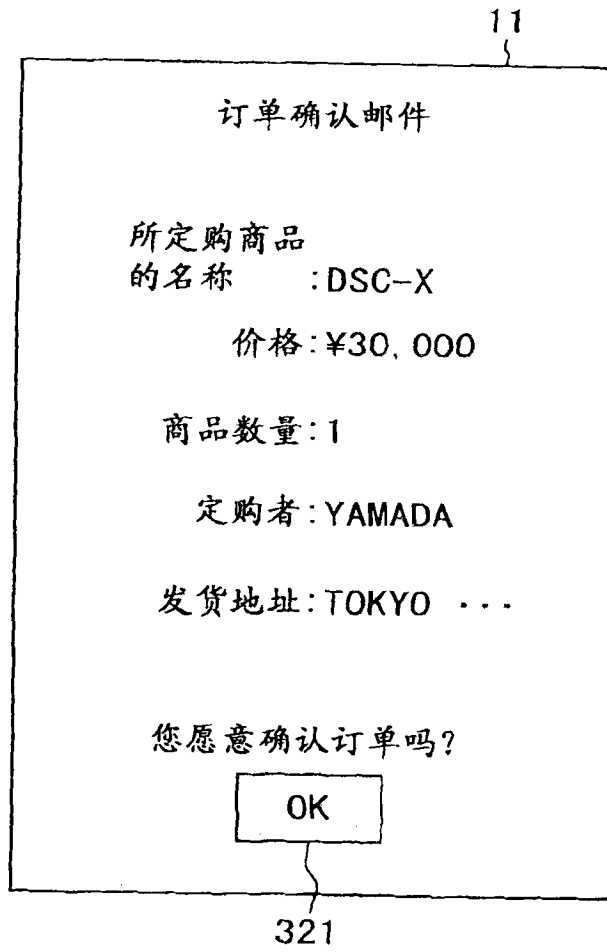 11
订单确认邮件
所定购商品
的名称 :DSC-X
价格:¥30,000
商品数量:1
定购者:YAMADA
发货地址:TOKYO ···
您愿意确认订单吗?
OK
321